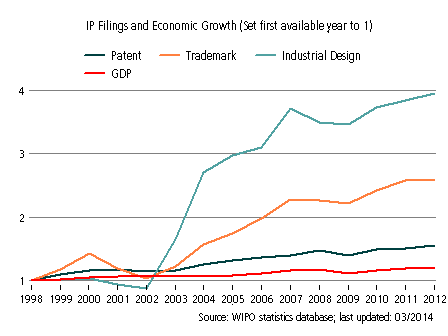 IP Filings and Economic Growth (Set first available year to 1)
Patent Trademark Industrial Design
GDP
4
3
2
1
1998 1999 2000 2001 2002 2003 2004 2005 2006 2007 2008 2009 2010 2011 2012
Source: WIPO statistics database; last updated: 03/2014